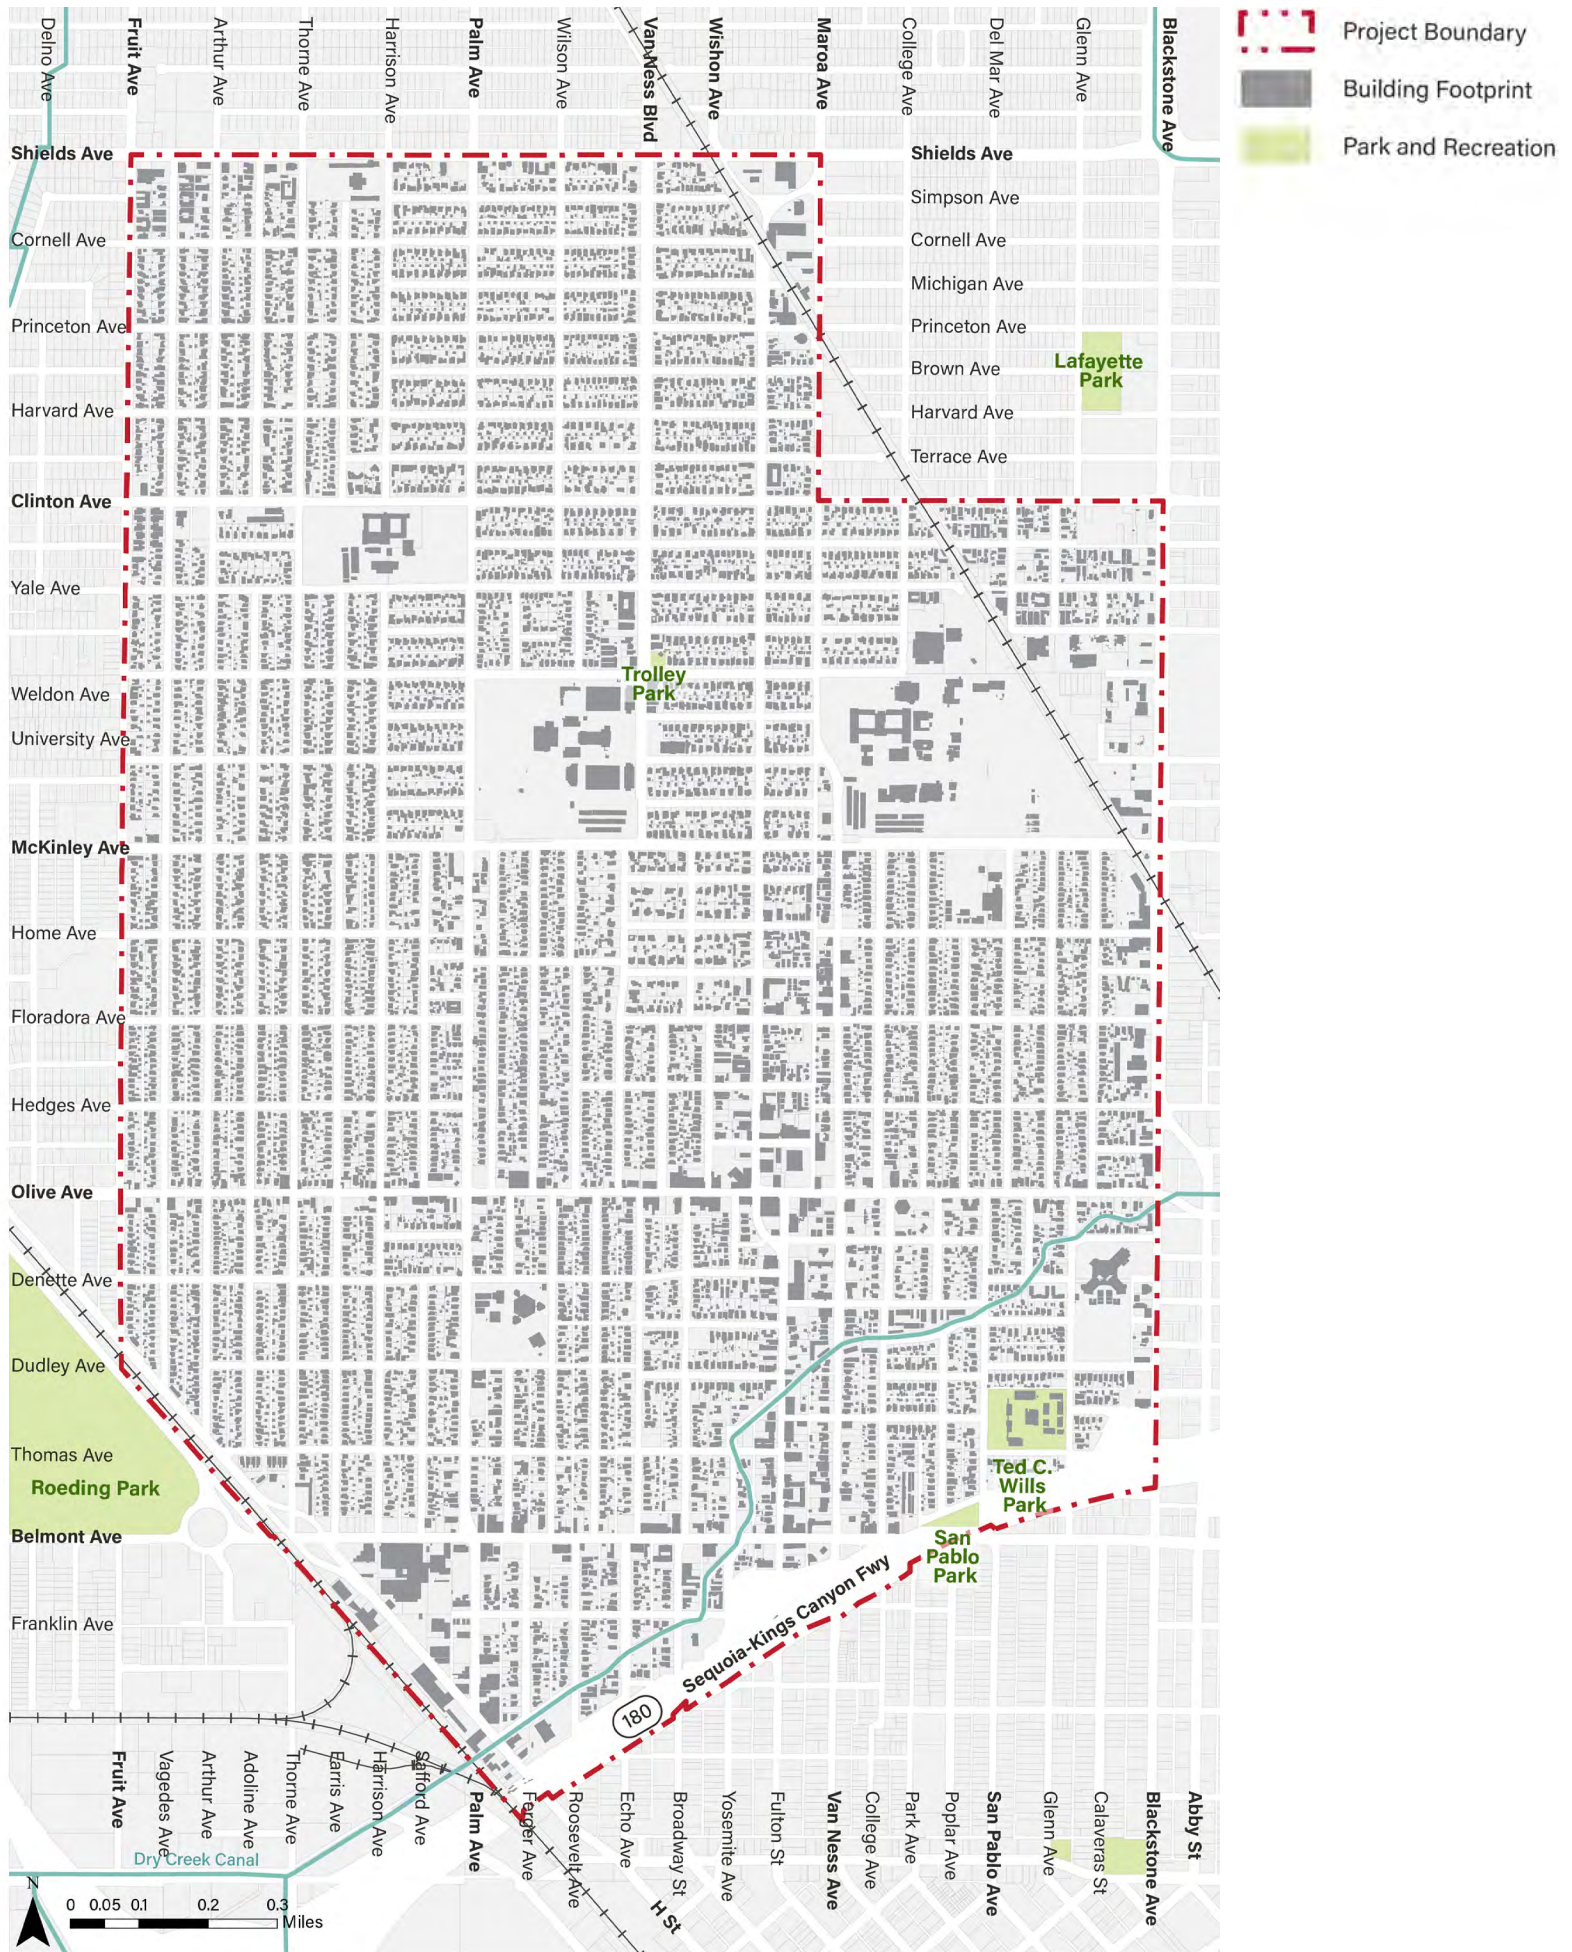 Delno Ave
Fruit Ave
Arthur Ave
Thorne Ave
Harrison Ave
Palm Ave
Wilson Ave
Van Ness Blvd
Wishon Ave
Maroa Ave
College Ave
Del Mar Ave
Glenn Ave
Blackstone Ave
Project Boundary
Building Footprint
Park and Recreation
Shields Ave
Shields Ave
Simpson Ave
Cornell Ave
Cornell Ave
Michigan Ave
Princeton Ave
Princeton Ave
Lafayette
Park
Brown Ave
Harvard Ave
Harvard Ave
Terrace Ave
Clinton Ave
Yale Ave
Trolley
Park
Weldon Ave
University Ave
McKinley Ave
Home Ave
Floradora Ave
Hedges Ave
Olive Ave
Denette Ave
Dudley Ave
Thomas Ave
Roeding Park
Ted C.
Wills
Park
Belmont Ave
San
Pablo
Park
Franklin Ave
Sequoia-Kings Canyon Fwy
180
Fruit Ave
Vagedes Ave
Arthur Ave
Adoline Ave
Thorne Ave
Farris Ave
Harrison Ave
Safford Ave
Palm Ave
Ferger Ave
Roosevelt Ave
Echo Ave
Broadway St
Yosemite Ave
Fulton St
Van Ness Ave
College Ave
Park Ave
Poplar Ave
San Pablo Ave
Glenn Ave
Calaveras St
Blackstone Ave
Abby St
Dry Creek Canal
H St
N
0 0.05 0.1 0.2 0.3
Miles